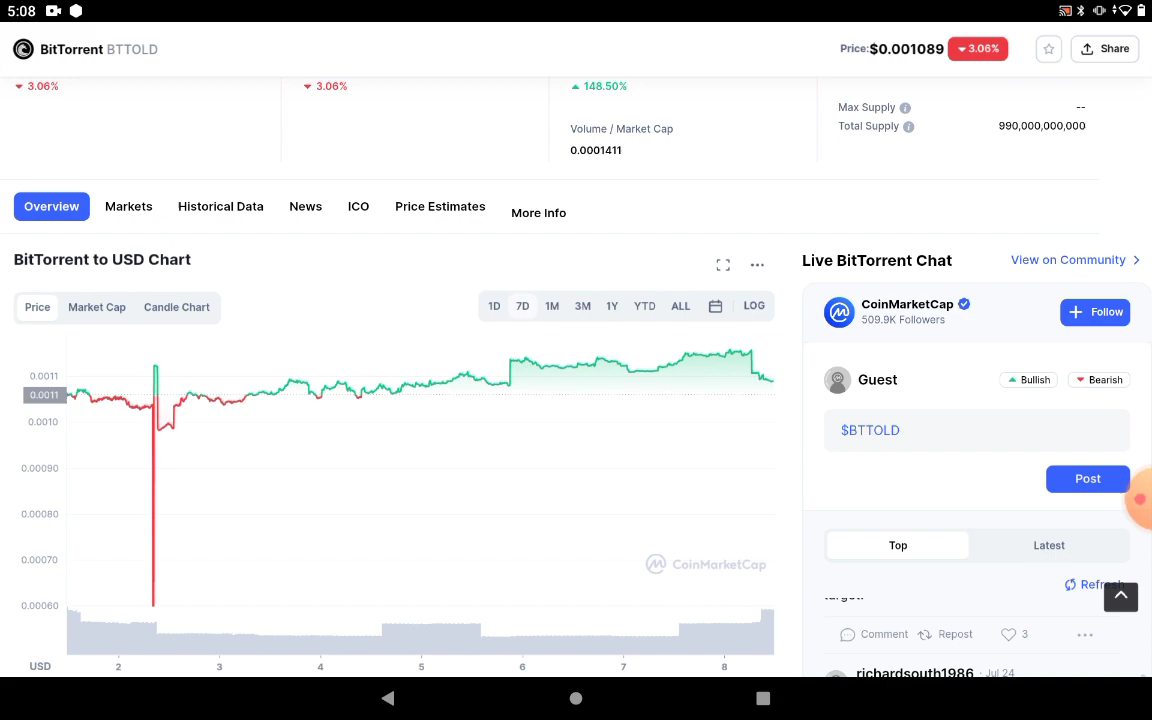 5:08
BitTorrent BTTOLD
Price:$0.001089 3.06%
Share
3.06%
3.06%
148.50%
Volume / Market Cap
0.0001411
Max Supply --
Total Supply 990,000,000,000
Overview Markets Historical Data News ICO Price Estimates More Info
BitTorrent to USD Chart
Price Market Cap Candle Chart
1D 7D 1M 3M 1Y YTD ALL LOG
0.0011
0.0011
0.0010
0.00090
0.00080
0.00070
0.00060
CoinMarketCap
USD 2 3 4 5 6 7 8
Live BitTorrent Chat View on Community
CoinMarketCap
509.9K Followers
Follow
Guest Bullish Bearish
$BTTOLD
Post
Top Latest
Refresh
Comment Repost 3
richardsouth1986 · Jul 24